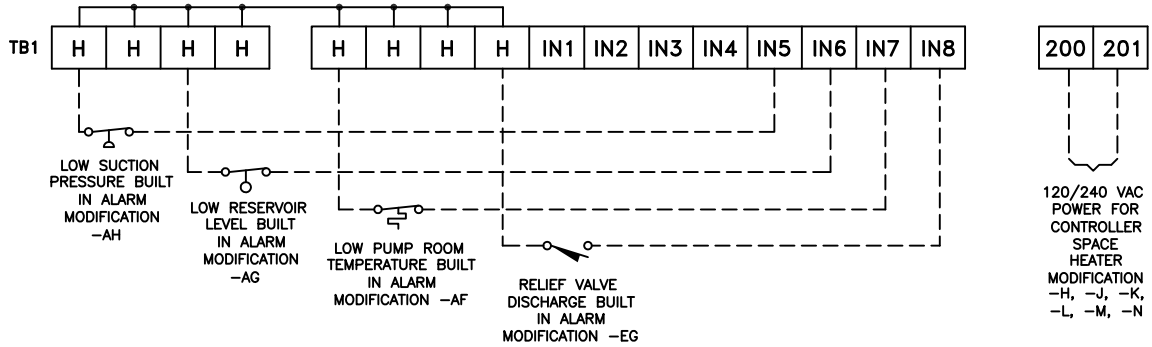 TB1 H H H H H H H H IN1 IN2 IN3 IN4 IN5 IN6 IN7 IN8 200 201
LOW SUCTION
PRESSURE BUILT
IN ALARM
MODIFICATION
-AH
LOW RESERVOIR
LEVEL BUILT
IN ALARM
MODIFICATION
-AG
LOW PUMP ROOM
TEMPERATURE BUILT
IN ALARM
MODIFICATION -AF
RELIEF VALVE
DISCHARGE BUILT
IN ALARM
MODIFICATION -EG
120/240 VAC
POWER FOR
CONTROLLER
SPACE
HEATER
MODIFICATION
-H, -J, -K,
-L, -M, -N